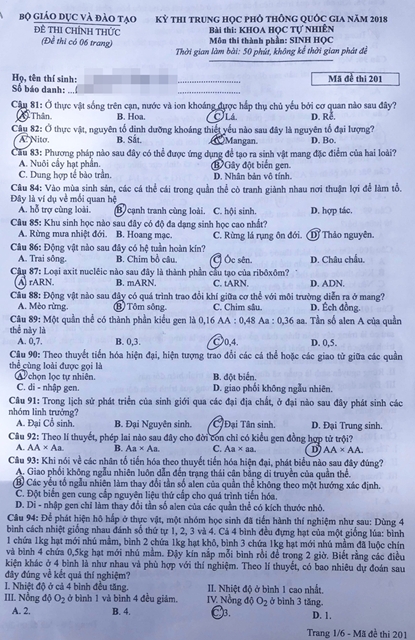 BỘ GIÁO DỤC VÀ ĐÀO TẠO
ĐỀ THI CHÍNH THỨC
(Đề thi có 06 trang)
KỲ THI TRUNG HỌC PHỔ THÔNG QUỐC GIA NĂM 2018
Bài thi: KHOA HỌC TỰ NHIÊN
Môn thi thành phần: SINH HỌC
Thời gian làm bài: 50 phút, không kể thời gian phát đề
Họ, tên thí sinh:
Số báo danh:
Mã đề thi 201
Câu 81: Ở thực vật sống trên cạn, nước và ion khoáng được hấp thụ chủ yếu bởi cơ quan nào sau đây?
A. Thân. B. Hoa. C. Lá. D. Rễ.
Câu 82: Ở thực vật, nguyên tố dinh dưỡng khoáng thiết yếu nào sau đây là nguyên tố đại lượng?
A. Nitơ. B. Sắt. C. Mangan. D. Bo.
Câu 83: Phương pháp nào sau đây có thể được ứng dụng để tạo ra sinh vật mang đặc điểm của hai loài?
A. Nuôi cấy hạt phấn. B. Gây đột biến gen.
C. Dung hợp tế bào trần. D. Nhân bản vô tính.
Câu 84: Vào mùa sinh sản, các cá thể cái trong quần thể cò tranh giành nhau nơi thuận lợi để làm tổ.
Đây là ví dụ về mối quan hệ
A. hỗ trợ cùng loài. B. cạnh tranh cùng loài. C. hội sinh. D. hợp tác.
Câu 85: Khu sinh học nào sau đây có độ đa dạng sinh học cao nhất?
A. Rừng mưa nhiệt đới. B. Hoang mạc. C. Rừng lá rụng ôn đới. D. Thảo nguyên.
Câu 86: Động vật nào sau đây có hệ tuần hoàn kín?
A. Trai sông. B. Chim bồ câu. C. Ốc sên. D. Châu chấu.
Câu 87: Loại axit nuclêic nào sau đây là thành phần cấu tạo của ribôxôm?
A. rARN. B. mARN. C. tARN. D. ADN.
Câu 88: Động vật nào sau đây có quá trình trao đổi khí giữa cơ thể với môi trường diễn ra ở mang?
A. Mèo rừng. B. Tôm sông. C. Chim sâu. D. Ếch đồng.
Câu 89: Một quần thể có thành phần kiểu gen là 0,16 AA : 0,48 Aa : 0,36 aa. Tần số alen A của quần
thể này là
A. 0,7. B. 0,3. C. 0,4. D. 0,5.
Câu 90: Theo thuyết tiến hóa hiện đại, hiện tượng trao đổi các cá thể hoặc các giao tử giữa các quần
thể cùng loài được gọi là
A. chọn lọc tự nhiên. B. đột biến.
C. di - nhập gen. D. giao phối không ngẫu nhiên.
Câu 91: Trong lịch sử phát triển của sinh giới qua các đại địa chất, ở đại nào sau đây phát sinh các
nhóm linh trưởng?
A. Đại Cổ sinh. B. Đại Nguyên sinh. C. Đại Tân sinh. D. Đại Trung sinh.
Câu 92: Theo lí thuyết, phép lai nào sau đây cho đời con chỉ có kiểu gen đồng hợp tử trội?
A. AA × Aa. B. Aa × Aa. C. Aa × aa. D. AA × AA.
Câu 93: Khi nói về các nhân tố tiến hóa theo thuyết tiến hóa hiện đại, phát biểu nào sau đây đúng?
A. Giao phối không ngẫu nhiên luôn dẫn đến trạng thái cân bằng di truyền của quần thể.
B. Các yếu tố ngẫu nhiên làm thay đổi tần số alen của quần thể không theo một hướng xác định.
C. Đột biến gen cung cấp nguyên liệu thứ cấp cho quá trình tiến hóa.
D. Di - nhập gen chỉ làm thay đổi tần số alen của các quần thể có kích thước nhỏ.
Câu 94: Để phát hiện hô hấp ở thực vật, một nhóm học sinh đã tiến hành thí nghiệm như sau: Dùng 4
bình cách nhiệt giống nhau đánh số thứ tự 1, 2, 3 và 4. Cả 4 bình đều đựng hạt của một giống lúa: bình
1 chứa 1kg hạt mới nhú mầm, bình 2 chứa 1kg hạt khô, bình 3 chứa 1kg hạt mới nhú mầm đã luộc chín
và bình 4 chứa 0,5kg hạt mới nhú mầm. Đậy kín nắp mỗi bình rồi để trong 2 giờ. Biết rằng các điều
kiện khác ở 4 bình là như nhau và phù hợp với thí nghiệm. Theo lí thuyết, có bao nhiêu dự đoán sau
đây đúng về kết quả thí nghiệm?
I. Nhiệt độ ở cả 4 bình đều tăng. II. Nhiệt độ ở bình 1 cao nhất.
III. Nồng độ O₂ ở bình 1 và bình 4 đều giảm. IV. Nồng độ O₂ ở bình 3 tăng.
A. 2. B. 4. C. 3. D. 1.
Trang 1/6 - Mã đề thi 201